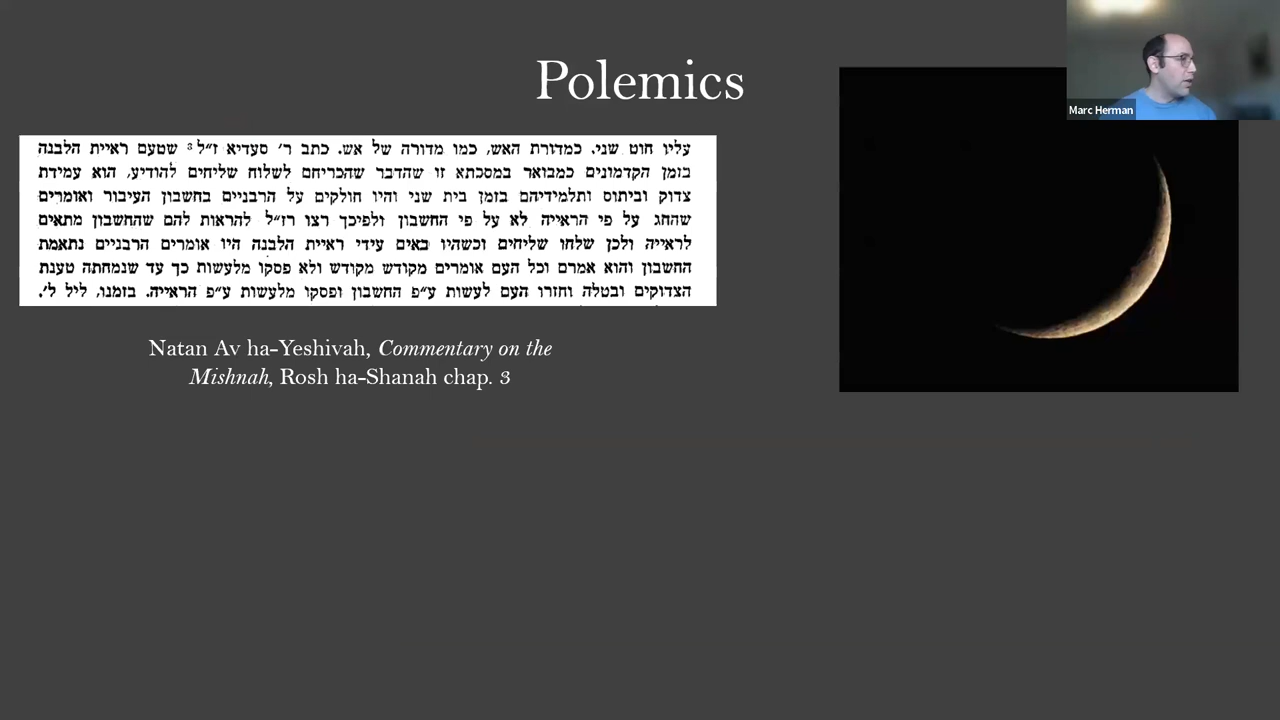 Polemics
Marc Herman
עליו חוט שני. כמדורת האש, כמו מדורה של אש. כתב ר׳ סעדיא ז״ל 3 שטעם ראיית הלבנה
בזמן הקדמונים כמבואר במסכתא זו שהדבר שהכריחם לשלוח שליחים להודיע, הוא עמידת
צדוק וביתוס ותלמידיהם בזמן בית שני והיו חולקים על הרבניים בחשבון העיבור ואומרים
שהחג על פי הראייה לא על פי החשבון ולפיכך רצו רז״ל להראות להם שהחשבון מתאים
לראייה ולכן שלחו שליחים וכשהיו באים עידי ראיית הלבנה היו אומרים הרבניים נתאמת
החשבון והוא אמרם וכל העם אומרים מקודש מקודש ולא פסקו מלעשות כך עד שנמחתה טענת
הצדוקים ובטלה וחזרו העם לעשות ע״פ החשבון ופסקו מלעשות ע״פ הראייה. בזמנו, ליל ל׳.
Natan Av ha-Yeshivah, Commentary on the
Mishnah, Rosh ha-Shanah chap. 3